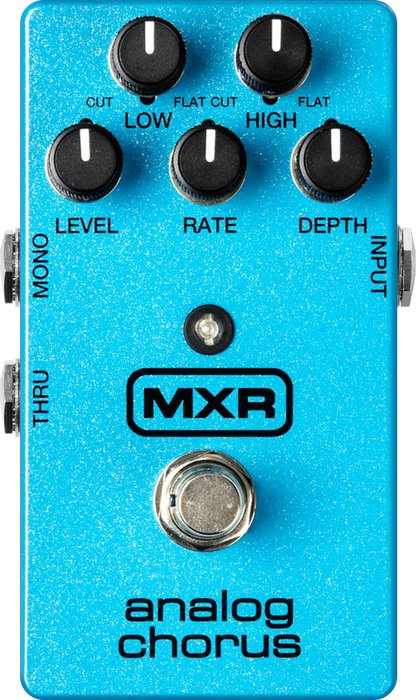 CUT FLAT CUT FLAT
LOW HIGH
LEVEL RATE DEPTH
MONO
INPUT
THRU
MXR
analog
chorus